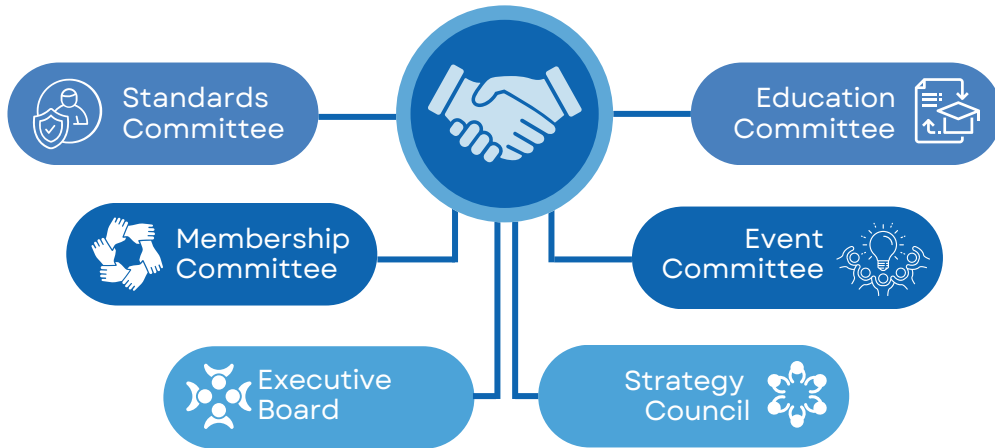 Standards
Committee
Education
Committee
Membership
Committee
Event
Committee
Executive
Board
Strategy
Council